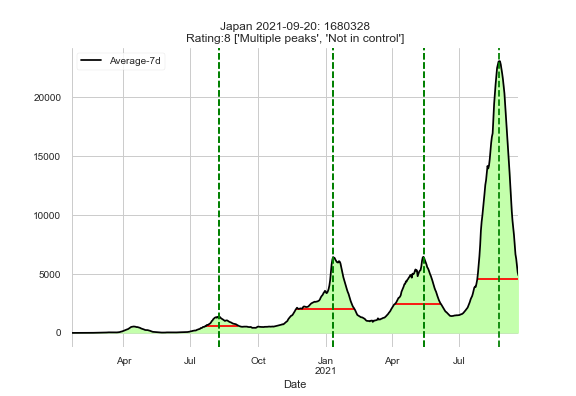 Japan 2021-09-20: 1680328
Rating:8 ['Multiple peaks', 'Not in control']
Average-7d
20000
15000
10000
5000
0
Apr
Jul
Oct
Jan
2021
Apr
Jul
Date